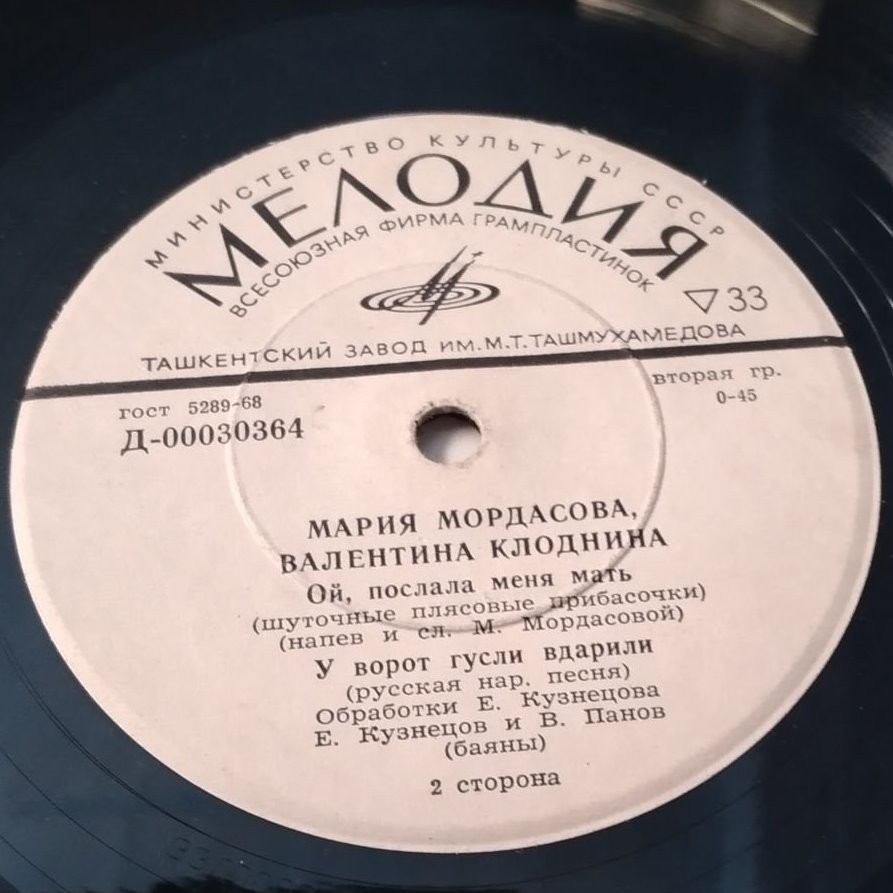 МИНИСТЕРСТВО КУЛЬТУРЫ СССР
МЕЛОДИЯ
ВСЕСОЮЗНАЯ ФИРМА ГРАМПЛАСТИНОК
33
ТАШКЕНТСКИЙ ЗАВОД ИМ.М.Т.ТАШМУХАМЕДОВА
гост 5289-68
вторая гр.
Д-00030364
0-45
МАРИЯ МОРДАСОВА,
ВАЛЕНТИНА КЛОДНИНА
Ой, послала меня мать
(шуточные плясовые прибасочки)
(напев и сл. М. Мордасовой)
У ворот гусли вдарили
(русская нар. песня)
Обработки Е. Кузнецова
Е. Кузнецов и В. Панов
(баяны)
2 сторона